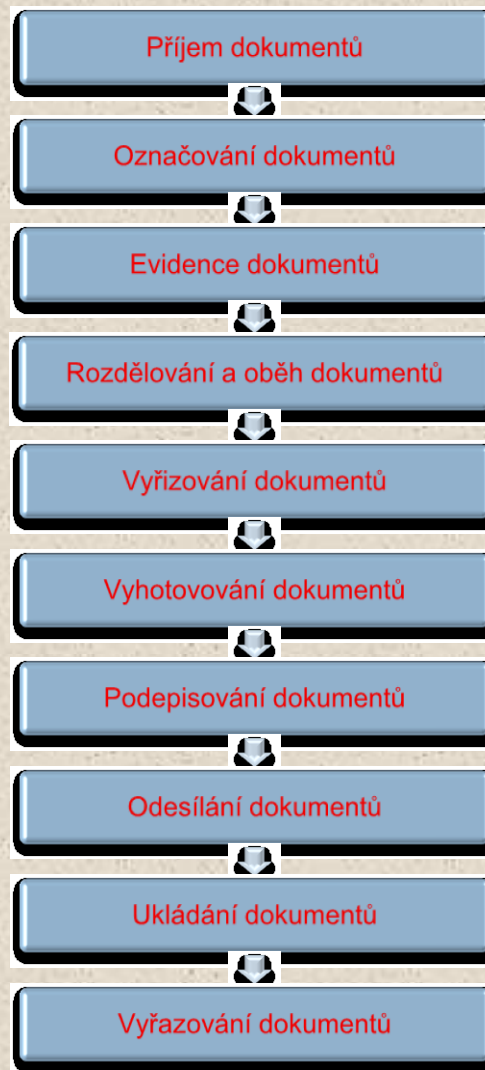 Příjem dokumentů
Označování dokumentů
Evidence dokumentů
Rozdělování a oběh dokumentů
Vyřizování dokumentů
Vyhotovování dokumentů
Podepisování dokumentů
Odesílání dokumentů
Ukládání dokumentů
Vyřazování dokumentů